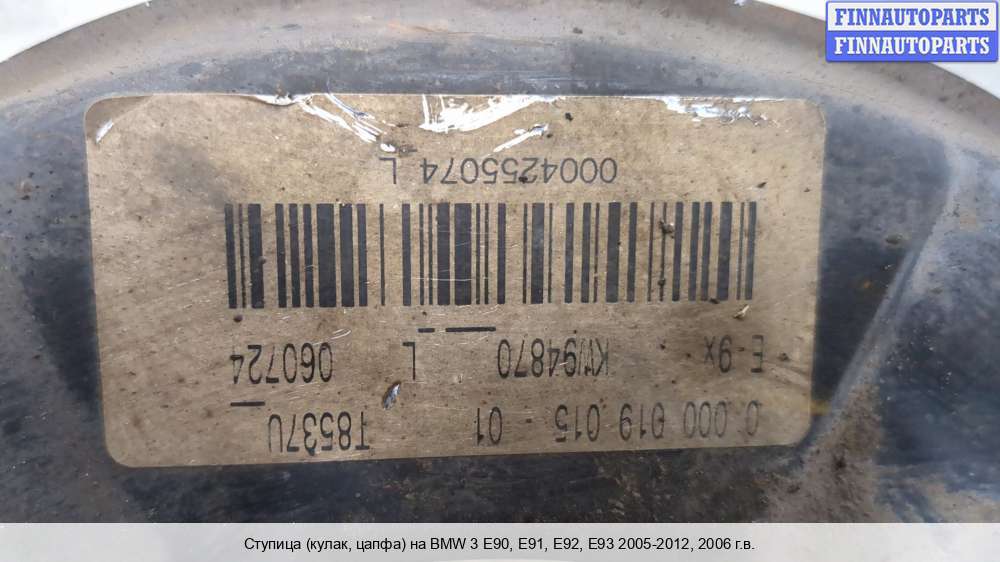 FINNAUTOPARTS
FINNAUTOPARTS
0 000 019 015 - 01 T8537U
E-9x KW94870 L 060724
0004255074 L
Ступица (кулак, цапфа) на BMW 3 E90, E91, E92, E93 2005-2012, 2006 г.в.